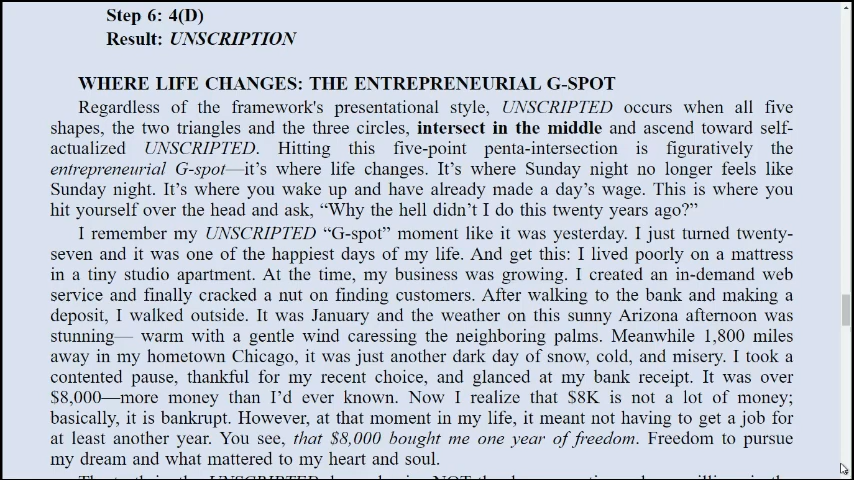 Step 6: 4(D)
Result: UNSCRIPTION
WHERE LIFE CHANGES: THE ENTREPRENEURIAL G-SPOT
Regardless of the framework's presentational style, UNSCRIPTED occurs when all five
shapes, the two triangles and the three circles, intersect in the middle and ascend toward self-
actualized UNSCRIPTED. Hitting this five-point penta-intersection is figuratively the
entrepreneurial G-spot—it’s where life changes. It’s where Sunday night no longer feels like
Sunday night. It’s where you wake up and have already made a day’s wage. This is where you
hit yourself over the head and ask, “Why the hell didn’t I do this twenty years ago?”
I remember my UNSCRIPTED “G-spot” moment like it was yesterday. I just turned twenty-
seven and it was one of the happiest days of my life. And get this: I lived poorly on a mattress
in a tiny studio apartment. At the time, my business was growing. I created an in-demand web
service and finally cracked a nut on finding customers. After walking to the bank and making a
deposit, I walked outside. It was January and the weather on this sunny Arizona afternoon was
stunning— warm with a gentle wind caressing the neighboring palms. Meanwhile 1,800 miles
away in my hometown Chicago, it was just another dark day of snow, cold, and misery. I took a
contented pause, thankful for my recent choice, and glanced at my bank receipt. It was over
$8,000—more money than I’d ever known. Now I realize that $8K is not a lot of money;
basically, it is bankrupt. However, at that moment in my life, it meant not having to get a job for
at least another year. You see, that $8,000 bought me one year of freedom. Freedom to pursue
my dream and what mattered to my heart and soul.